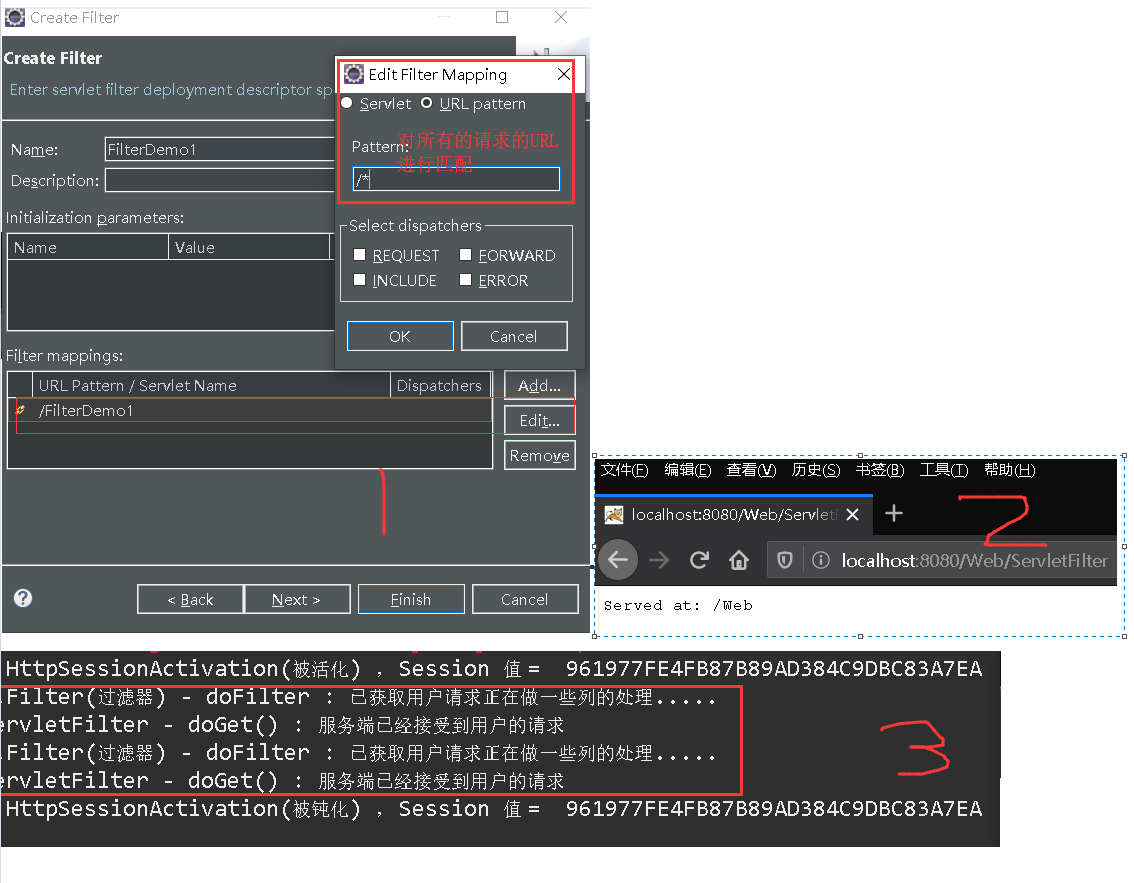 Create Filter
Create Filter
Enter servlet filter deployment descriptor sp
Name:
FilterDemo1
Description:
Initialization parameters:
Name
Value
Filter mappings:
URL Pattern / Servlet Name
Dispatchers
/FilterDemo1
Add...
Edit...
Remove
< Back
Next >
Finish
Cancel
Edit Filter Mapping
Servlet
URL pattern
Pattern:
对所有的请求的URL
进行匹配
/*
Select dispatchers
REQUEST
FORWARD
INCLUDE
ERROR
OK
Cancel
1
文件(F) 编辑(E) 查看(V) 历史(S) 书签(B) 工具(T) 帮助(H)
localhost:8080/Web/Servlet
2
localhost:8080/Web/ServletFilter
Served at: /Web
HttpSessionActivation(被活化) , Session 值 = 961977FE4FB87B89AD384C9DBC83A7EA
.Filter(过滤器) - doFilter : 已获取用户请求正在做一些列的处理.....
ervletFilter - doGet() : 服务端已经接受到用户的请求
.Filter(过滤器) - doFilter : 已获取用户请求正在做一些列的处理.....
ervletFilter - doGet() : 服务端已经接受到用户的请求
HttpSessionActivation(被钝化) , Session 值 = 961977FE4FB87B89AD384C9DBC83A7EA
3